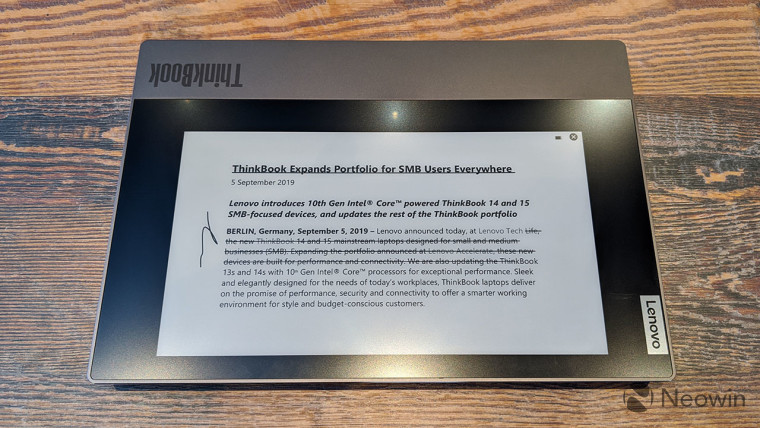 ThinkBook
ThinkBook Expands Portfolio for SMB Users Everywhere
5 September 2019
Lenovo introduces 10th Gen Intel® Core™ powered ThinkBook 14 and 15
SMB-focused devices, and updates the rest of the ThinkBook portfolio
BERLIN, Germany, September 5, 2019 – Lenovo announced today, at Lenovo Tech Life,
the new ThinkBook 14 and 15 mainstream laptops designed for small and medium
businesses (SMB). Expanding the portfolio announced at Lenovo Accelerate, these new
devices are built for performance and connectivity. We are also updating the ThinkBook
13s and 14s with 10th Gen Intel® Core™ processors for exceptional performance. Sleek
and elegantly designed for the needs of today's workplaces, ThinkBook laptops deliver
on the promise of performance, security and connectivity to offer a smarter working
environment for style and budget-conscious customers.
Lenovo
Neowin